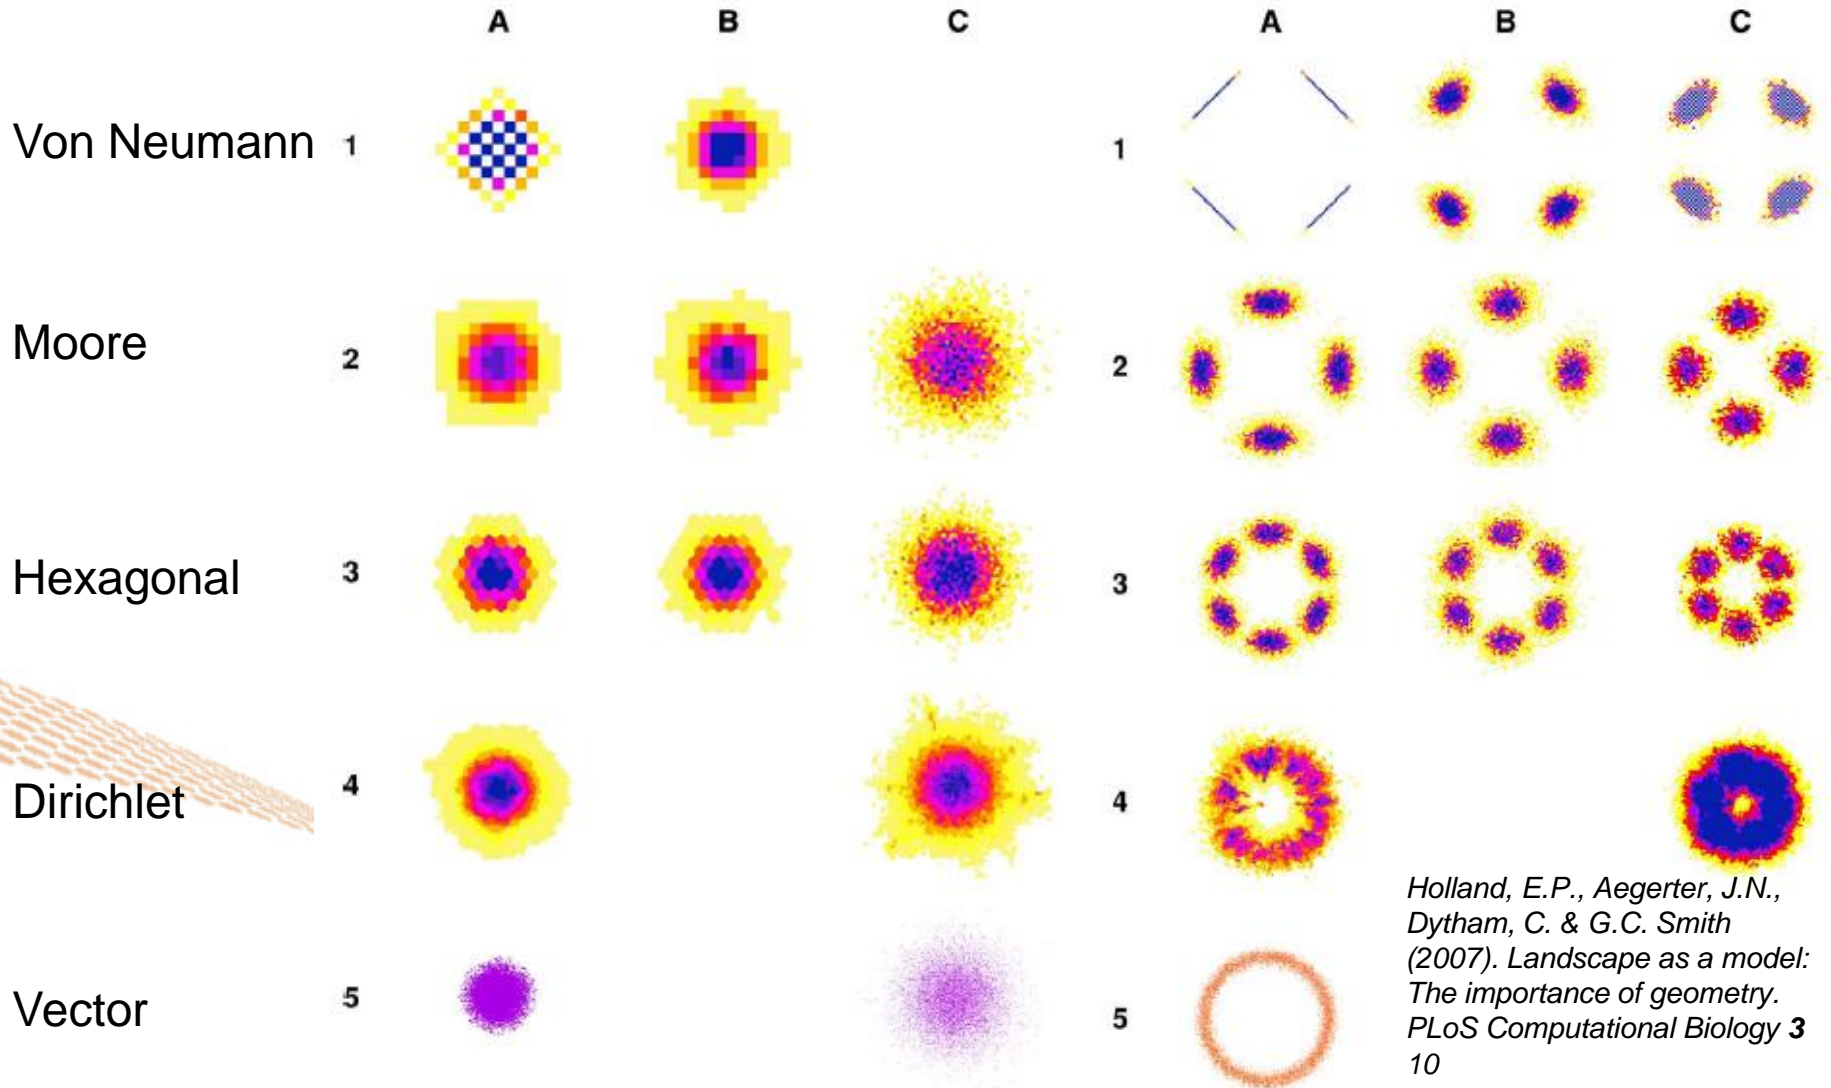 A B C A B C
Von Neumann 1 1
Moore 2 2
Hexagonal 3 3
Dirichlet 4 4
Vector 5 5
Holland, E.P., Aegerter, J.N.,
Dytham, C. & G.C. Smith
(2007). Landscape as a model:
The importance of geometry.
PLoS Computational Biology 3
10